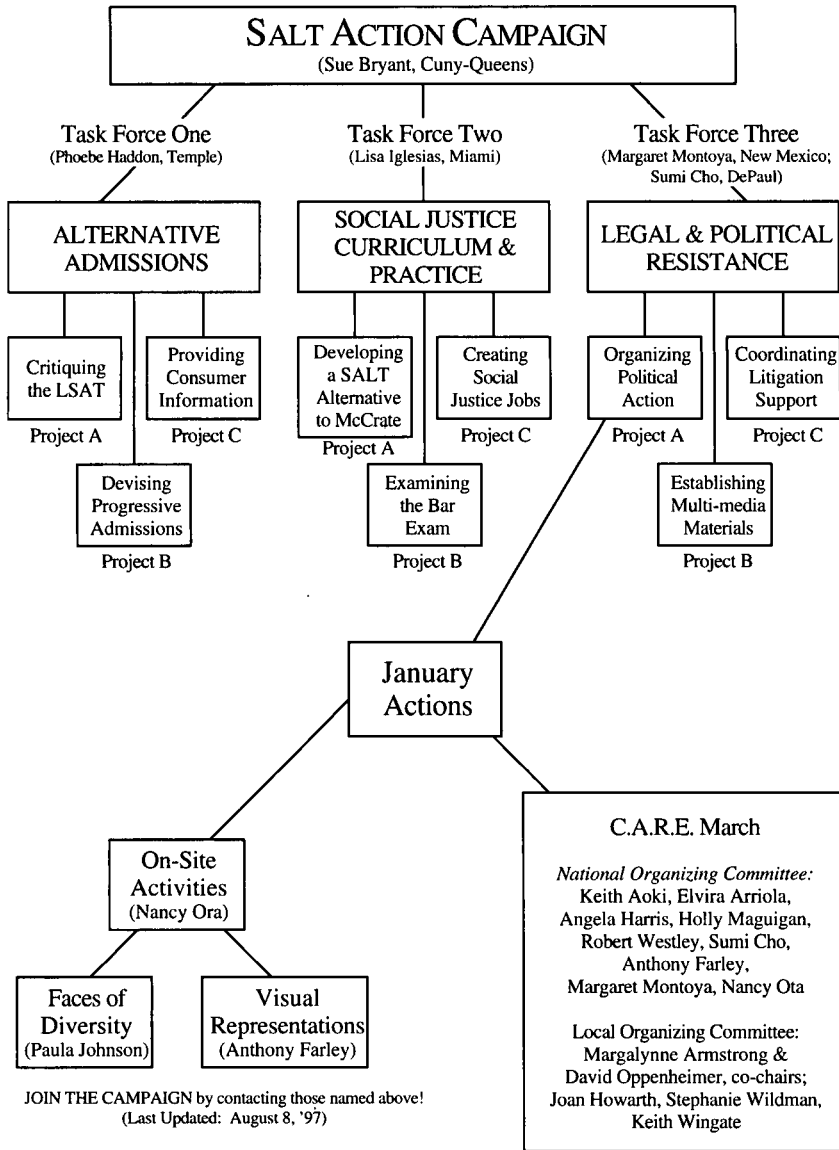 SALT ACTION CAMPAIGN
(Sue Bryant, Cuny-Queens)
Task Force One
(Phoebe Haddon, Temple)
Task Force Two
(Lisa Iglesias, Miami)
Task Force Three
(Margaret Montoya, New Mexico;
Sumi Cho, DePaul)
ALTERNATIVE
ADMISSIONS
SOCIAL JUSTICE
CURRICULUM &
PRACTICE
LEGAL & POLITICAL
RESISTANCE
Critiquing
the LSAT
Project A
Providing
Consumer
Information
Project C
Devising
Progressive
Admissions
Project B
Developing
a SALT
Alternative
to McCrate
Project A
Creating
Social
Justice Jobs
Project C
Examining
the Bar
Exam
Project B
Organizing
Political
Action
Project A
Coordinating
Litigation
Support
Project C
Establishing
Multi-media
Materials
Project B
January
Actions
On-Site
Activities
(Nancy Ora)
Faces of
Diversity
(Paula Johnson)
Visual
Representations
(Anthony Farley)
C.A.R.E. March
National Organizing Committee:
Keith Aoki, Elvira Arriola,
Angela Harris, Holly Maguigan,
Robert Westley, Sumi Cho,
Anthony Farley,
Margaret Montoya, Nancy Ota
Local Organizing Committee:
Margalynne Armstrong &
David Oppenheimer, co-chairs;
Joan Howarth, Stephanie Wildman,
Keith Wingate
JOIN THE CAMPAIGN by contacting those named above!
(Last Updated: August 8, '97)